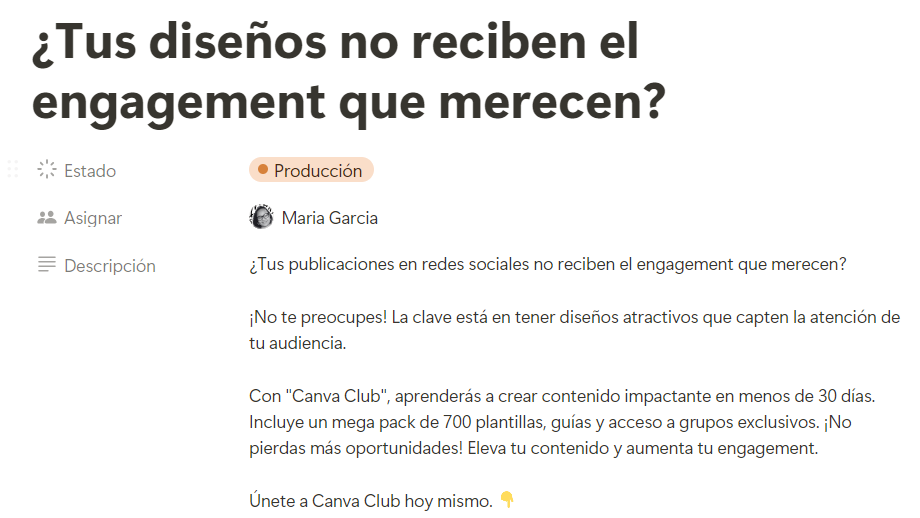 ¿Tus diseños no reciben el
engagement que merecen?
Estado
Producción
Asignar
Maria Garcia
Descripción
¿Tus publicaciones en redes sociales no reciben el engagement que merecen?
¡No te preocupes! La clave está en tener diseños atractivos que capten la atención de
tu audiencia.
Con "Canva Club", aprenderás a crear contenido impactante en menos de 30 días.
Incluye un mega pack de 700 plantillas, guías y acceso a grupos exclusivos. ¡No
pierdas más oportunidades! Eleva tu contenido y aumenta tu engagement.
Únete a Canva Club hoy mismo. 👇